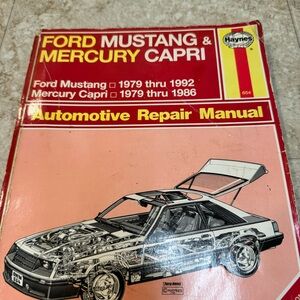 FORD MUSTANG &
MERCURY CAPRI
Haynes
Ford Mustang □ 1979 thru 1992
Mercury Capri □ 1979 thru 1986
654
Automotive Repair Manual